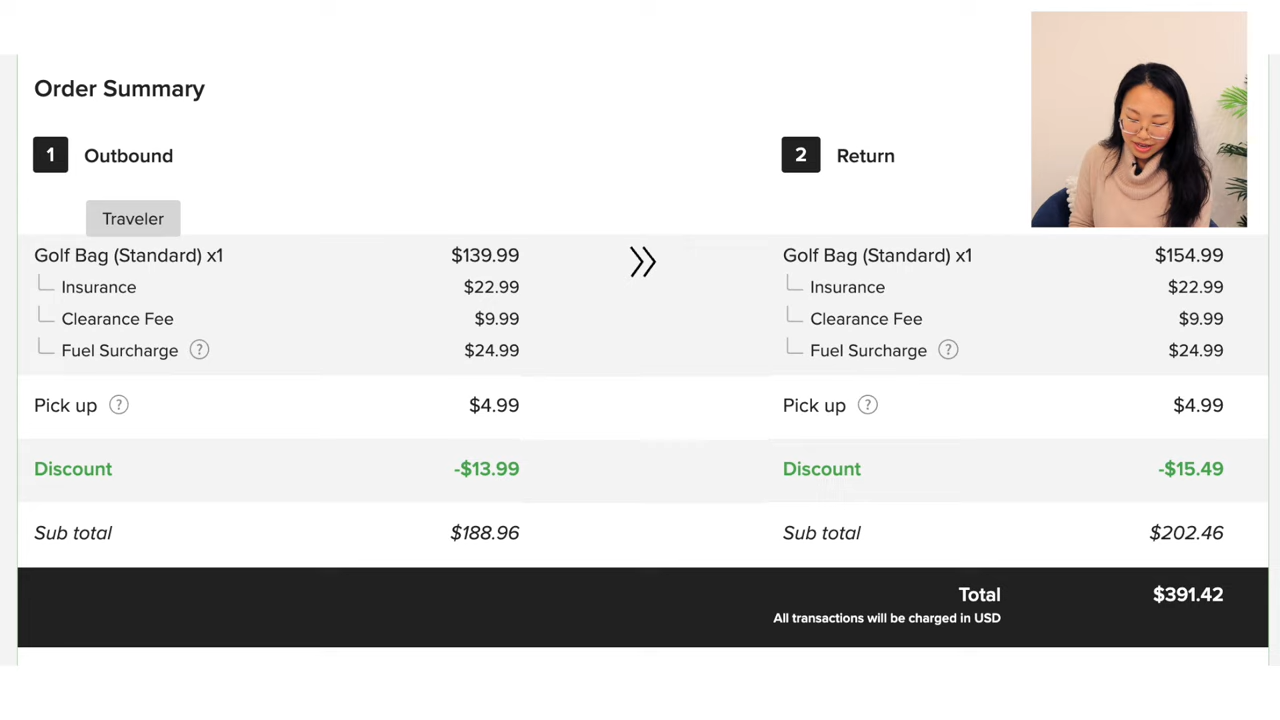 Order Summary
1 Outbound
Traveler
Golf Bag (Standard) x1 $139.99
Insurance $22.99
Clearance Fee $9.99
Fuel Surcharge ? $24.99
Pick up ? $4.99
Discount -$13.99
Sub total $188.96
2 Return
Golf Bag (Standard) x1 $154.99
Insurance $22.99
Clearance Fee $9.99
Fuel Surcharge ? $24.99
Pick up ? $4.99
Discount -$15.49
Sub total $202.46
Total $391.42
All transactions will be charged in USD